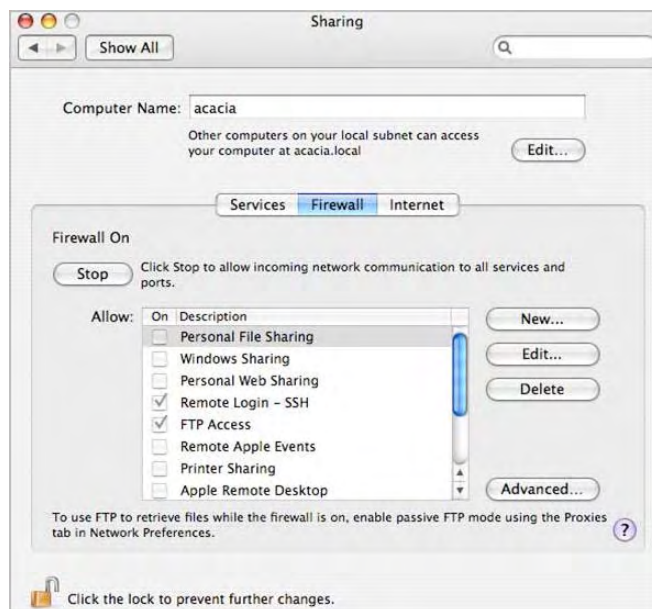 Sharing
Show All
Computer Name: acacia
Other computers on your local subnet can access
your computer at acacia.local
Edit...
Services Firewall Internet
Firewall On
Stop
Click Stop to allow incoming network communication to all services and
ports.
Allow:
On Description
Personal File Sharing
Windows Sharing
Personal Web Sharing
Remote Login – SSH
FTP Access
Remote Apple Events
Printer Sharing
Apple Remote Desktop
New...
Edit...
Delete
Advanced...
To use FTP to retrieve files while the firewall is on, enable passive FTP mode using the Proxies
tab in Network Preferences.
?
Click the lock to prevent further changes.